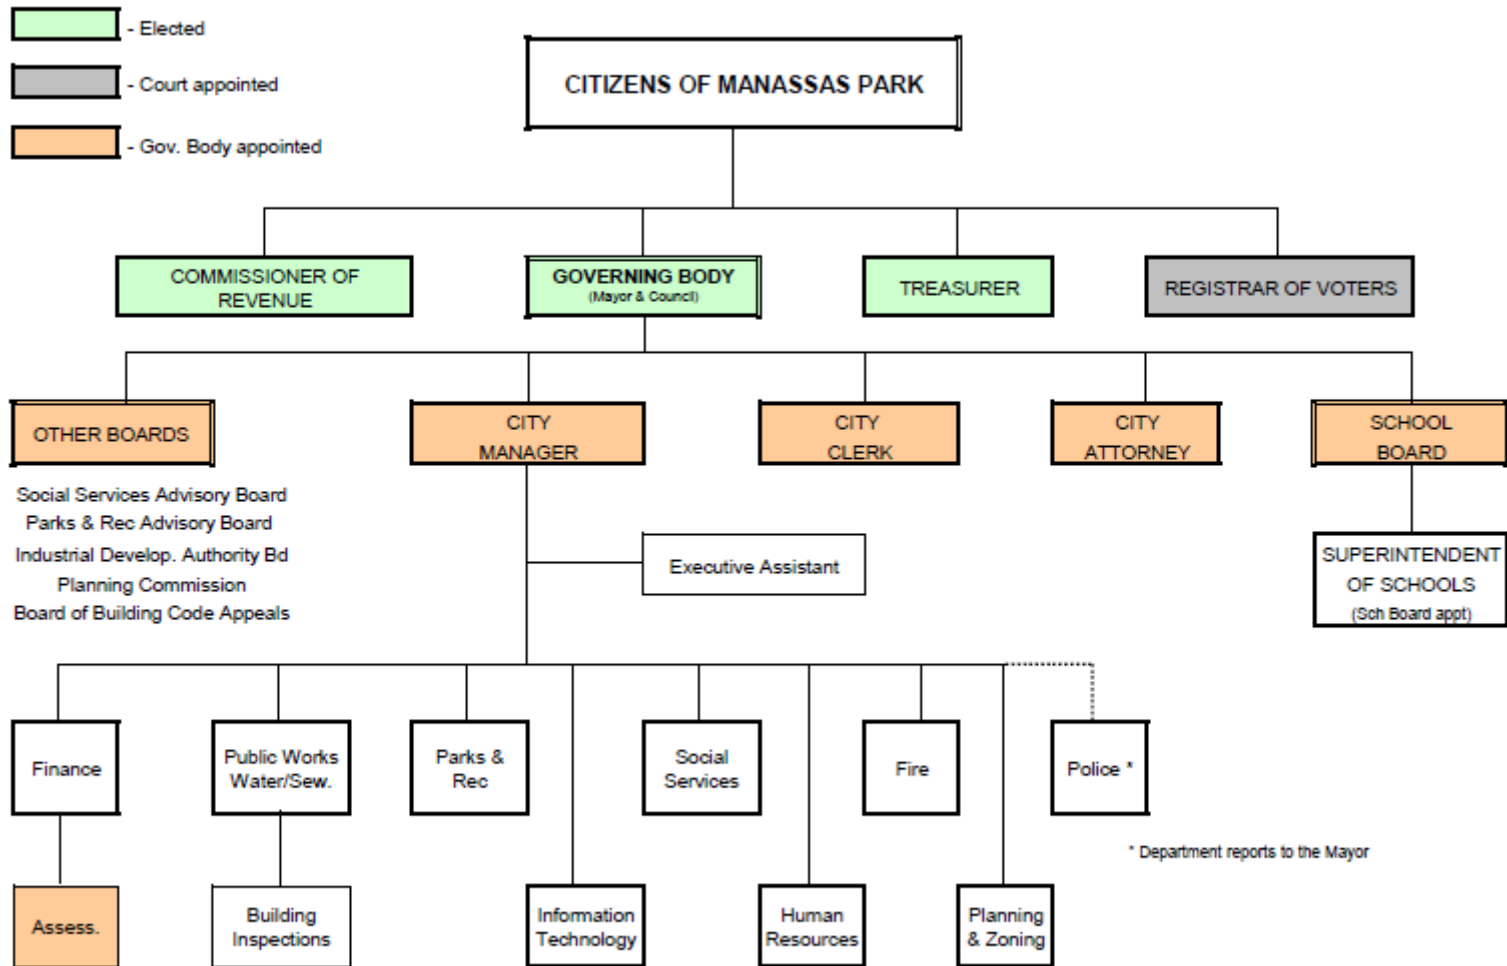 - Elected
- Court appointed
- Gov. Body appointed
CITIZENS OF MANASSAS PARK
COMMISSIONER OF
REVENUE
GOVERNING BODY
(Mayor & Council)
TREASURER
REGISTRAR OF VOTERS
OTHER BOARDS
CITY
MANAGER
CITY
CLERK
CITY
ATTORNEY
SCHOOL
BOARD
Social Services Advisory Board
Parks & Rec Advisory Board
Industrial Develop. Authority Bd
Planning Commission
Board of Building Code Appeals
Executive Assistant
SUPERINTENDENT
OF SCHOOLS
(Sch Board appt)
Finance
Public Works
Water/Sew.
Parks &
Rec
Social
Services
Fire
Police *
* Department reports to the Mayor
Assess.
Building
Inspections
Information
Technology
Human
Resources
Planning
& Zoning